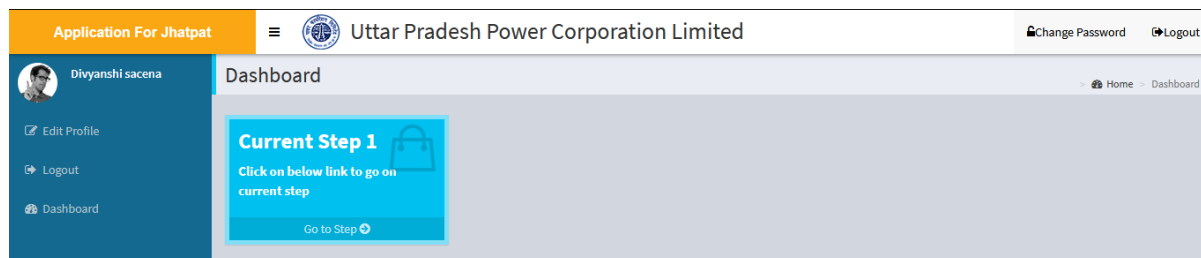 Application For Jhatpat
Uttar Pradesh Power Corporation Limited
Change Password Logout
Divyanshi sacena
Dashboard
> Home > Dashboard
Edit Profile
Logout
Dashboard
Current Step 1
Click on below link to go on
current step
Go to Step